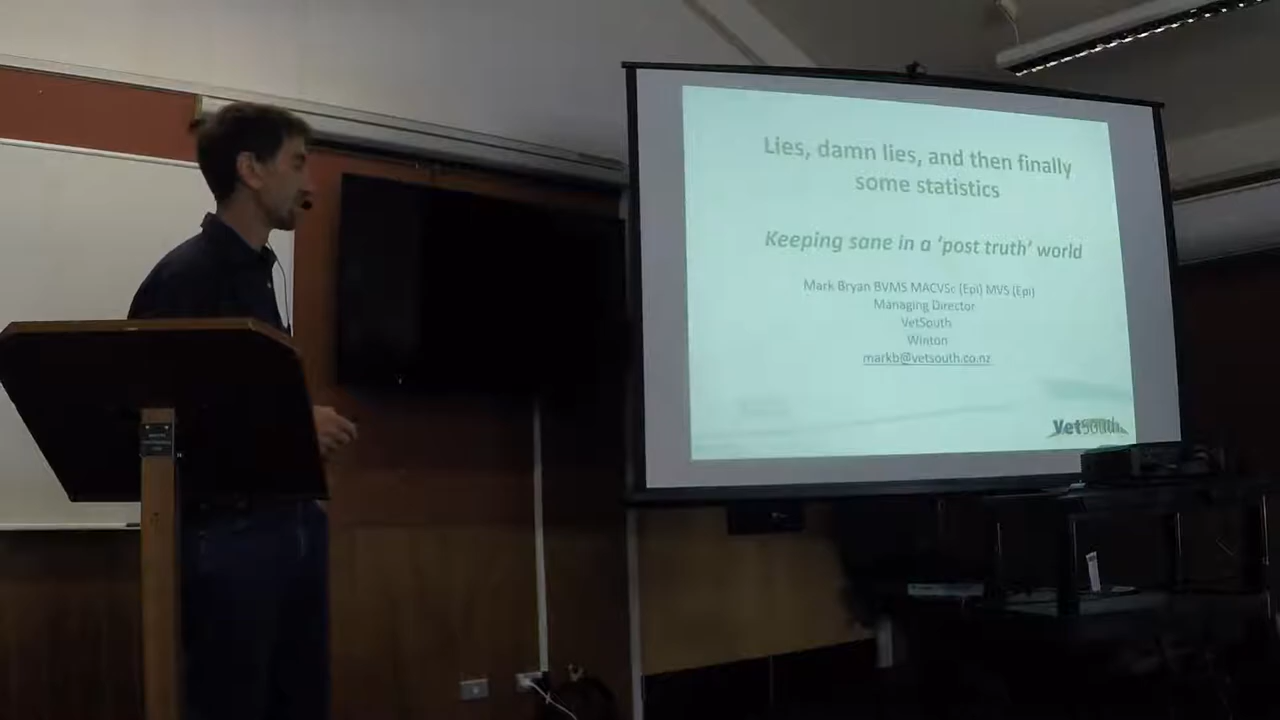 Lies, damn lies, and then finally
some statistics
Keeping sane in a ‘post truth’ world
Mark Bryan BVMS MACVSc (Epi) MVS (Epi)
Managing Director
VetSouth
Winton
markb@vetsouth.co.nz
VetSouth